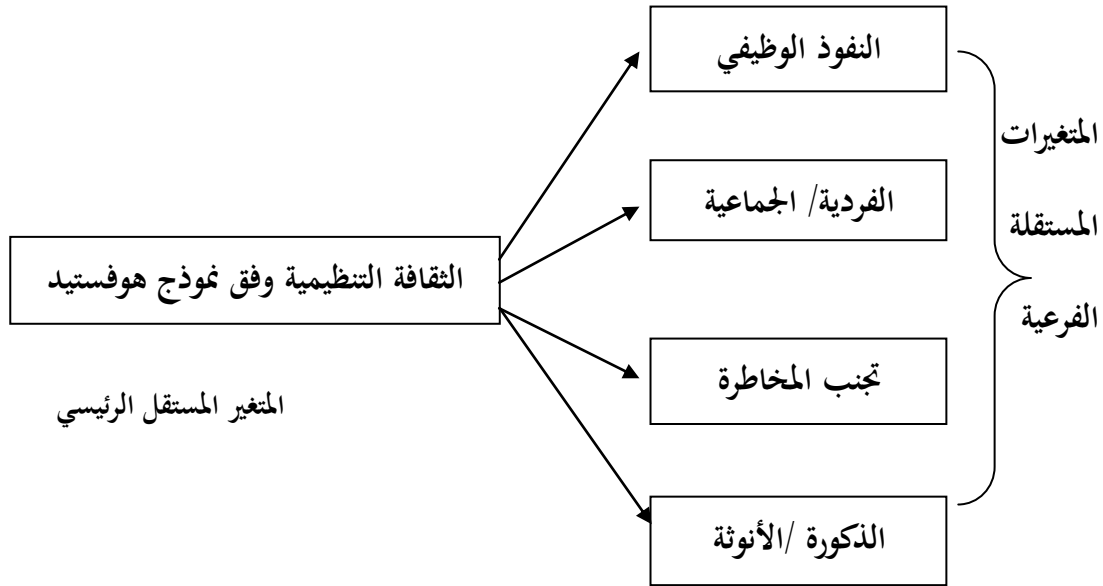 النفوذ الوظيفي
المتغيرات
الفردية/ الجماعية
المستقلة
الثقافة التنظيمية وفق نموذج هوفستيد
الفرعية
تجنب المخاطرة
المتغير المستقل الرئيسي
الذكورة /الأنوثة